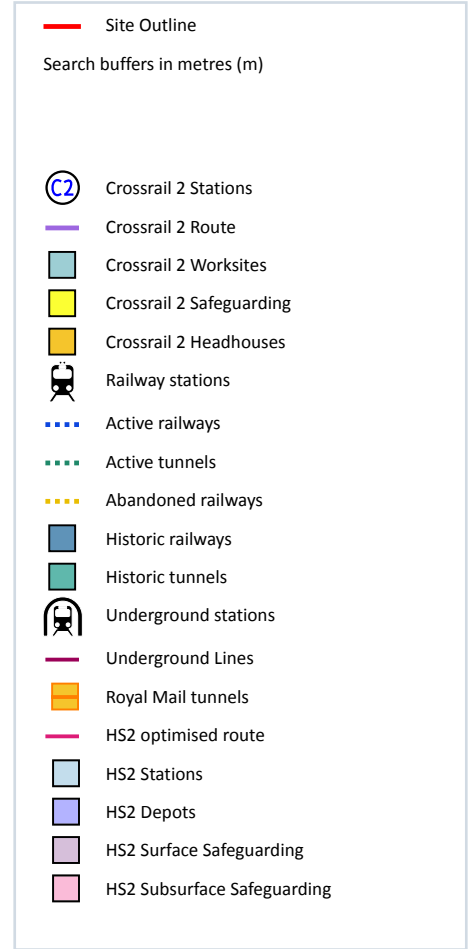 Site Outline
Search buffers in metres (m)
C2 Crossrail 2 Stations
Crossrail 2 Route
Crossrail 2 Worksites
Crossrail 2 Safeguarding
Crossrail 2 Headhouses
Railway stations
Active railways
Active tunnels
Abandoned railways
Historic railways
Historic tunnels
Underground stations
Underground Lines
Royal Mail tunnels
HS2 optimised route
HS2 Stations
HS2 Depots
HS2 Surface Safeguarding
HS2 Subsurface Safeguarding